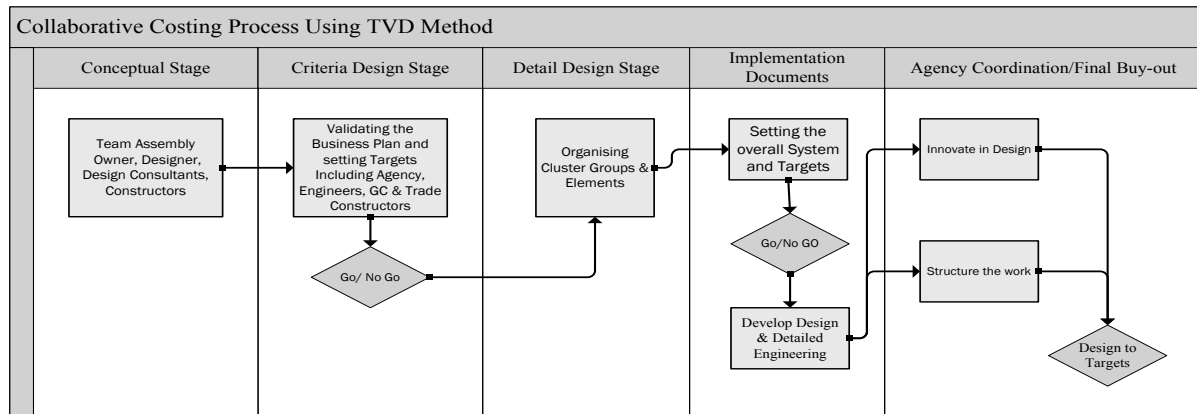 Collaborative Costing Process Using TVD Method
Conceptual Stage
Criteria Design Stage
Detail Design Stage
Implementation
Documents
Agency Coordination/Final Buy-out
Team Assembly
Owner, Designer,
Design Consultants,
Constructors
Validating the
Business Plan and
setting Targets
Including Agency,
Engineers, GC & Trade
Constructors
Go/ No Go
Organising
Cluster Groups &
Elements
Setting the
overall System
and Targets
Go/No GO
Develop Design
& Detailed
Engineering
Innovate in Design
Structure the work
Design to
Targets